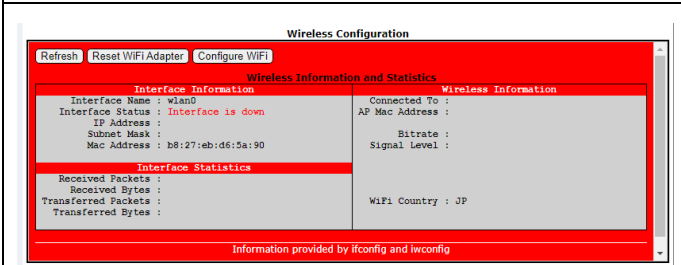 Wireless Configuration
Refresh Reset WiFi Adapter Configure WiFi
Wireless Information and Statistics
Interface Information
Interface Name : wlan0
Interface Status : Interface is down
IP Address :
Subnet Mask :
Mac Address : b8:27:eb:d6:5a:90
Interface Statistics
Received Packets :
Received Bytes :
Transferred Packets :
Transferred Bytes :
Wireless Information
Connected To :
AP Mac Address :
Bitrate :
Signal Level :
WiFi Country : JP
Information provided by ifconfig and iwconfig